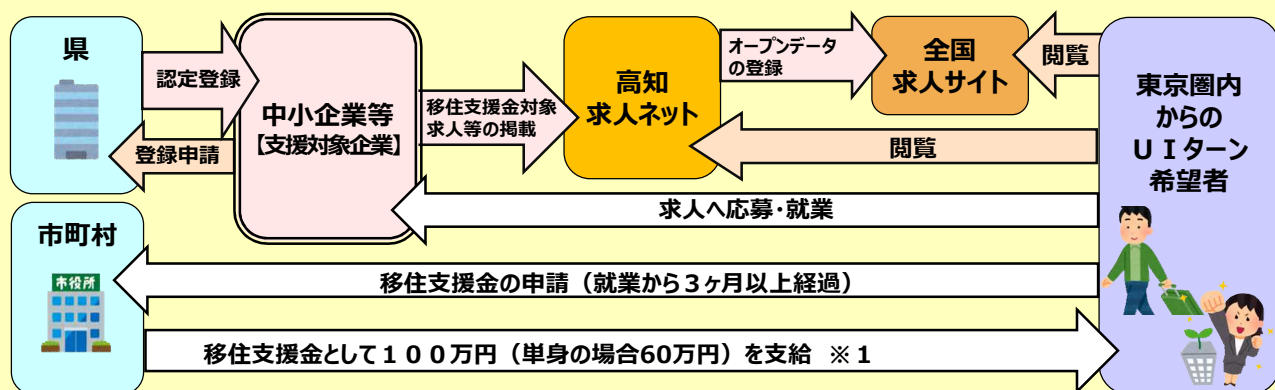 県
認定登録
登録申請
中小企業等
【支援対象企業】
移住支援金対象
求人等の掲載
高知
求人ネット
オープンデータ
の登録
全国
求人サイト
閲覧
閲覧
東京圏内
からの
ＵＩターン
希望者
求人へ応募・就業
市町村
市役所
移住支援金の申請（就業から３ヶ月以上経過）
移住支援金として１００万円（単身の場合60万円）を支給 ※１